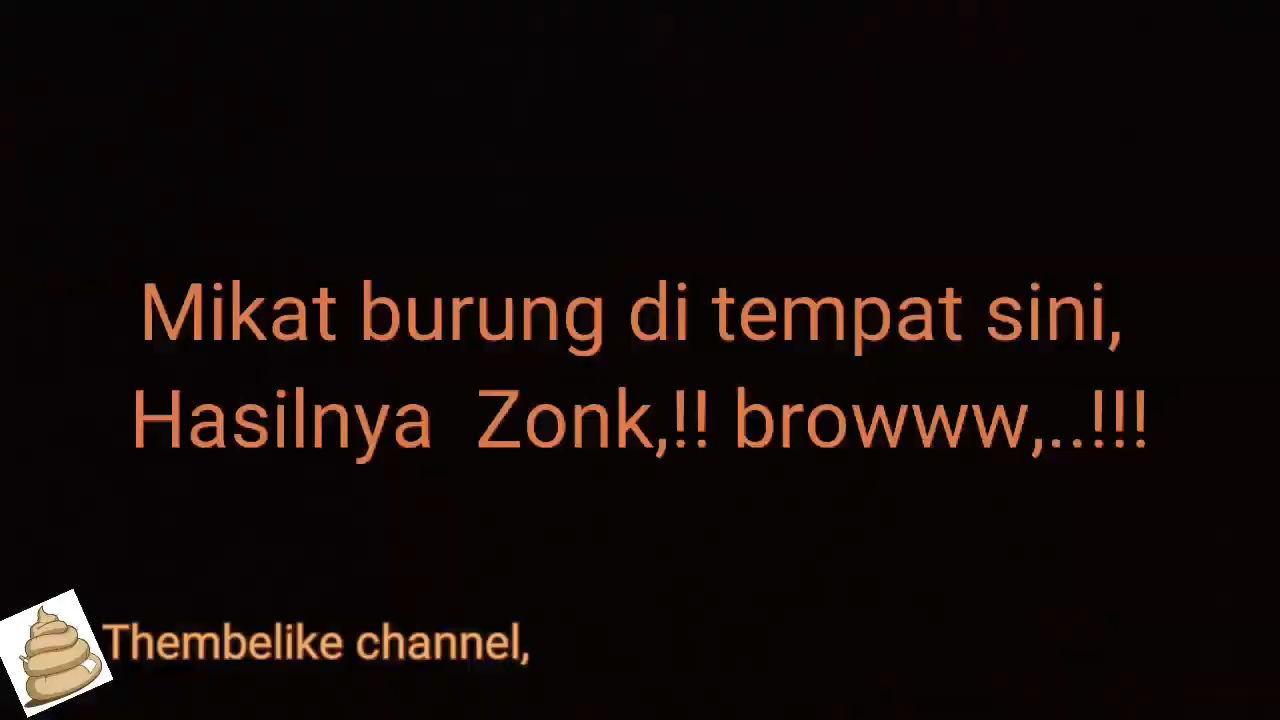 Mikat burung di tempat sini,
Hasilnya  Zonk,!! browww,..!!!
Thembelike channel,